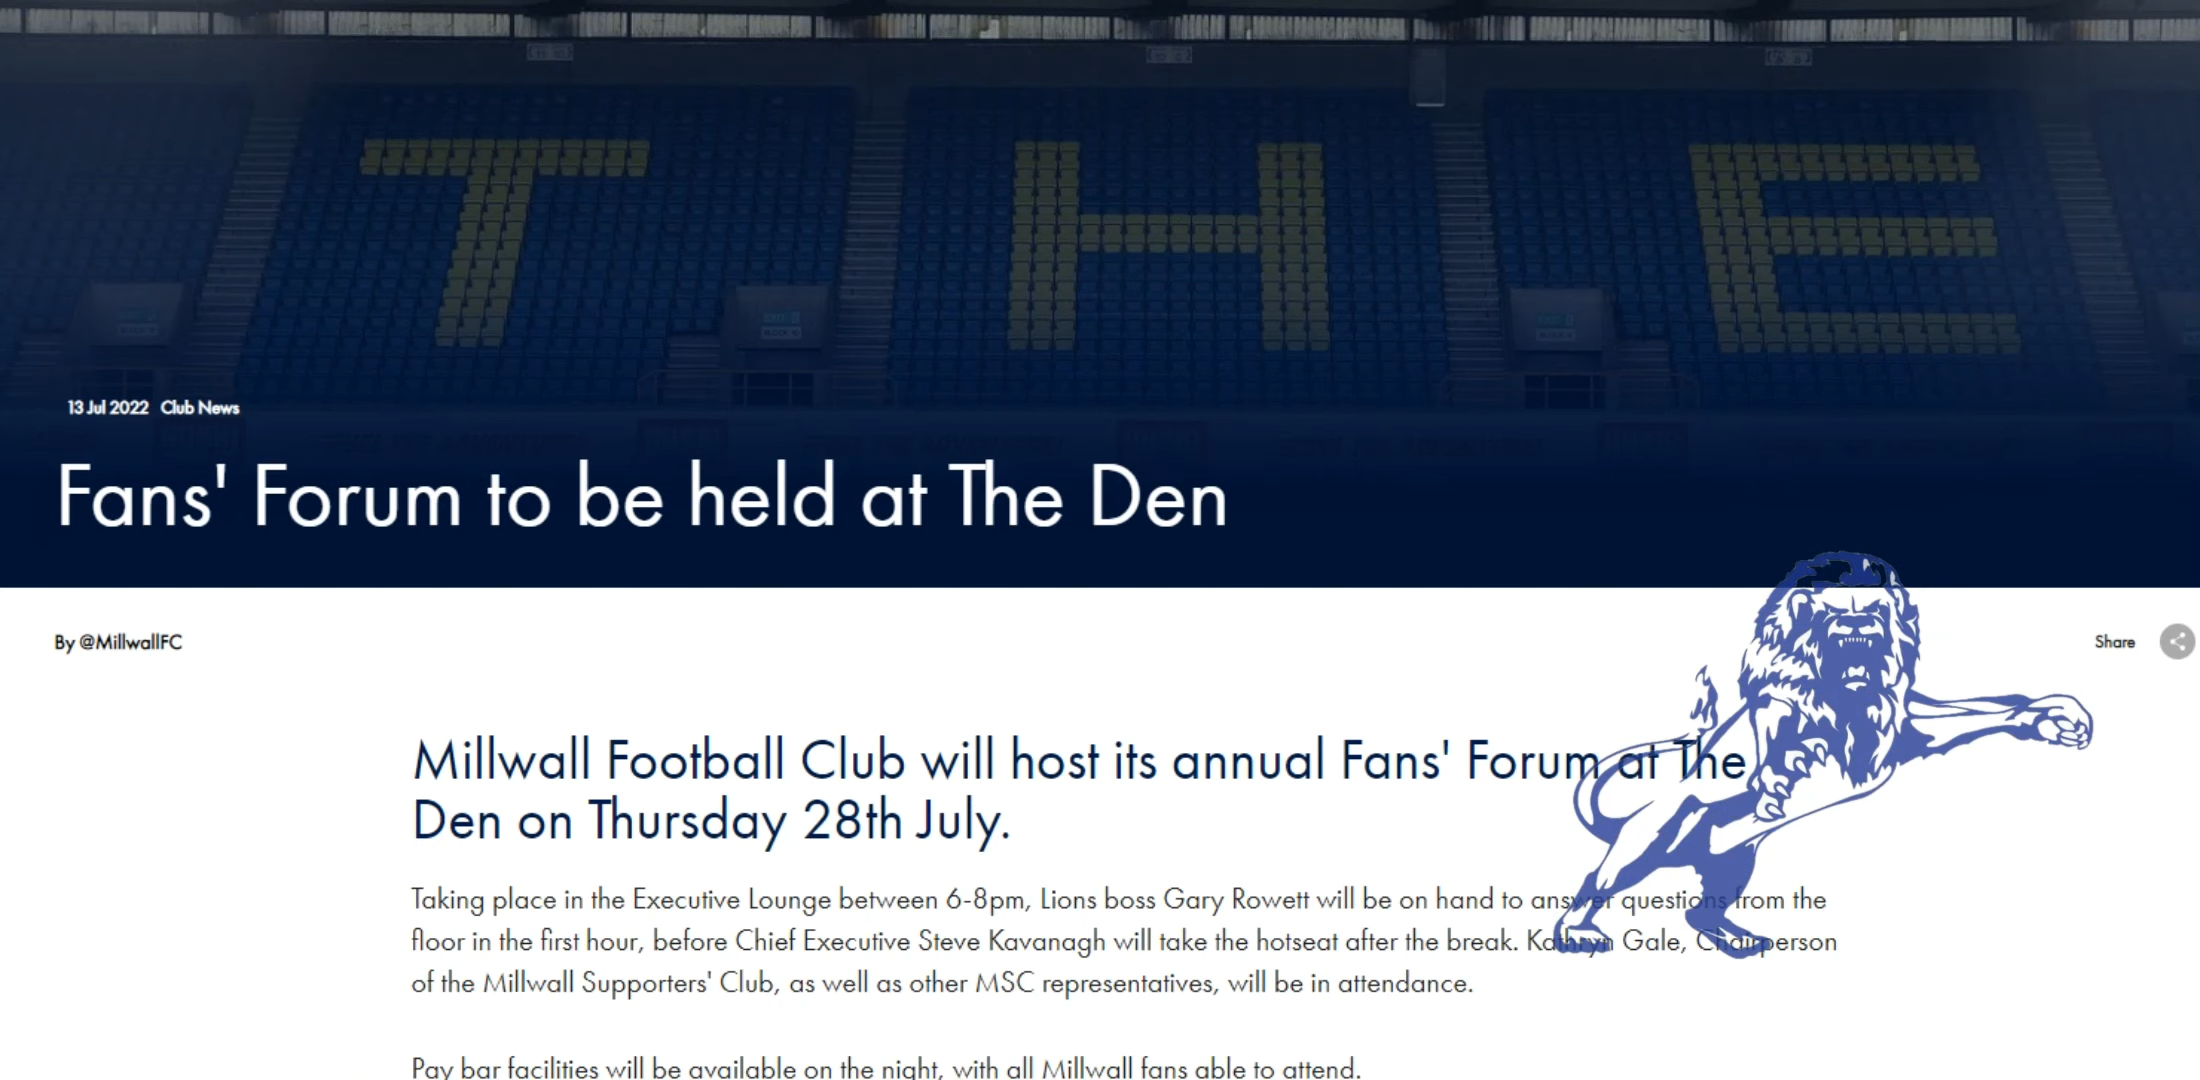 THE
13 Jul 2022 Club News
Fans' Forum to be held at The Den
By @MillwallFC
Share
Millwall Football Club will host its annual Fans' Forum at The
Den on Thursday 28th July.
Taking place in the Executive Lounge between 6-8pm, Lions boss Gary Rowett will be on hand to answer questions from the
floor in the first hour, before Chief Executive Steve Kavanagh will take the hotseat after the break. Kathryn Gale, Chairperson
of the Millwall Supporters' Club, as well as other MSC representatives, will be in attendance.
Pay bar facilities will be available on the night, with all Millwall fans able to attend.